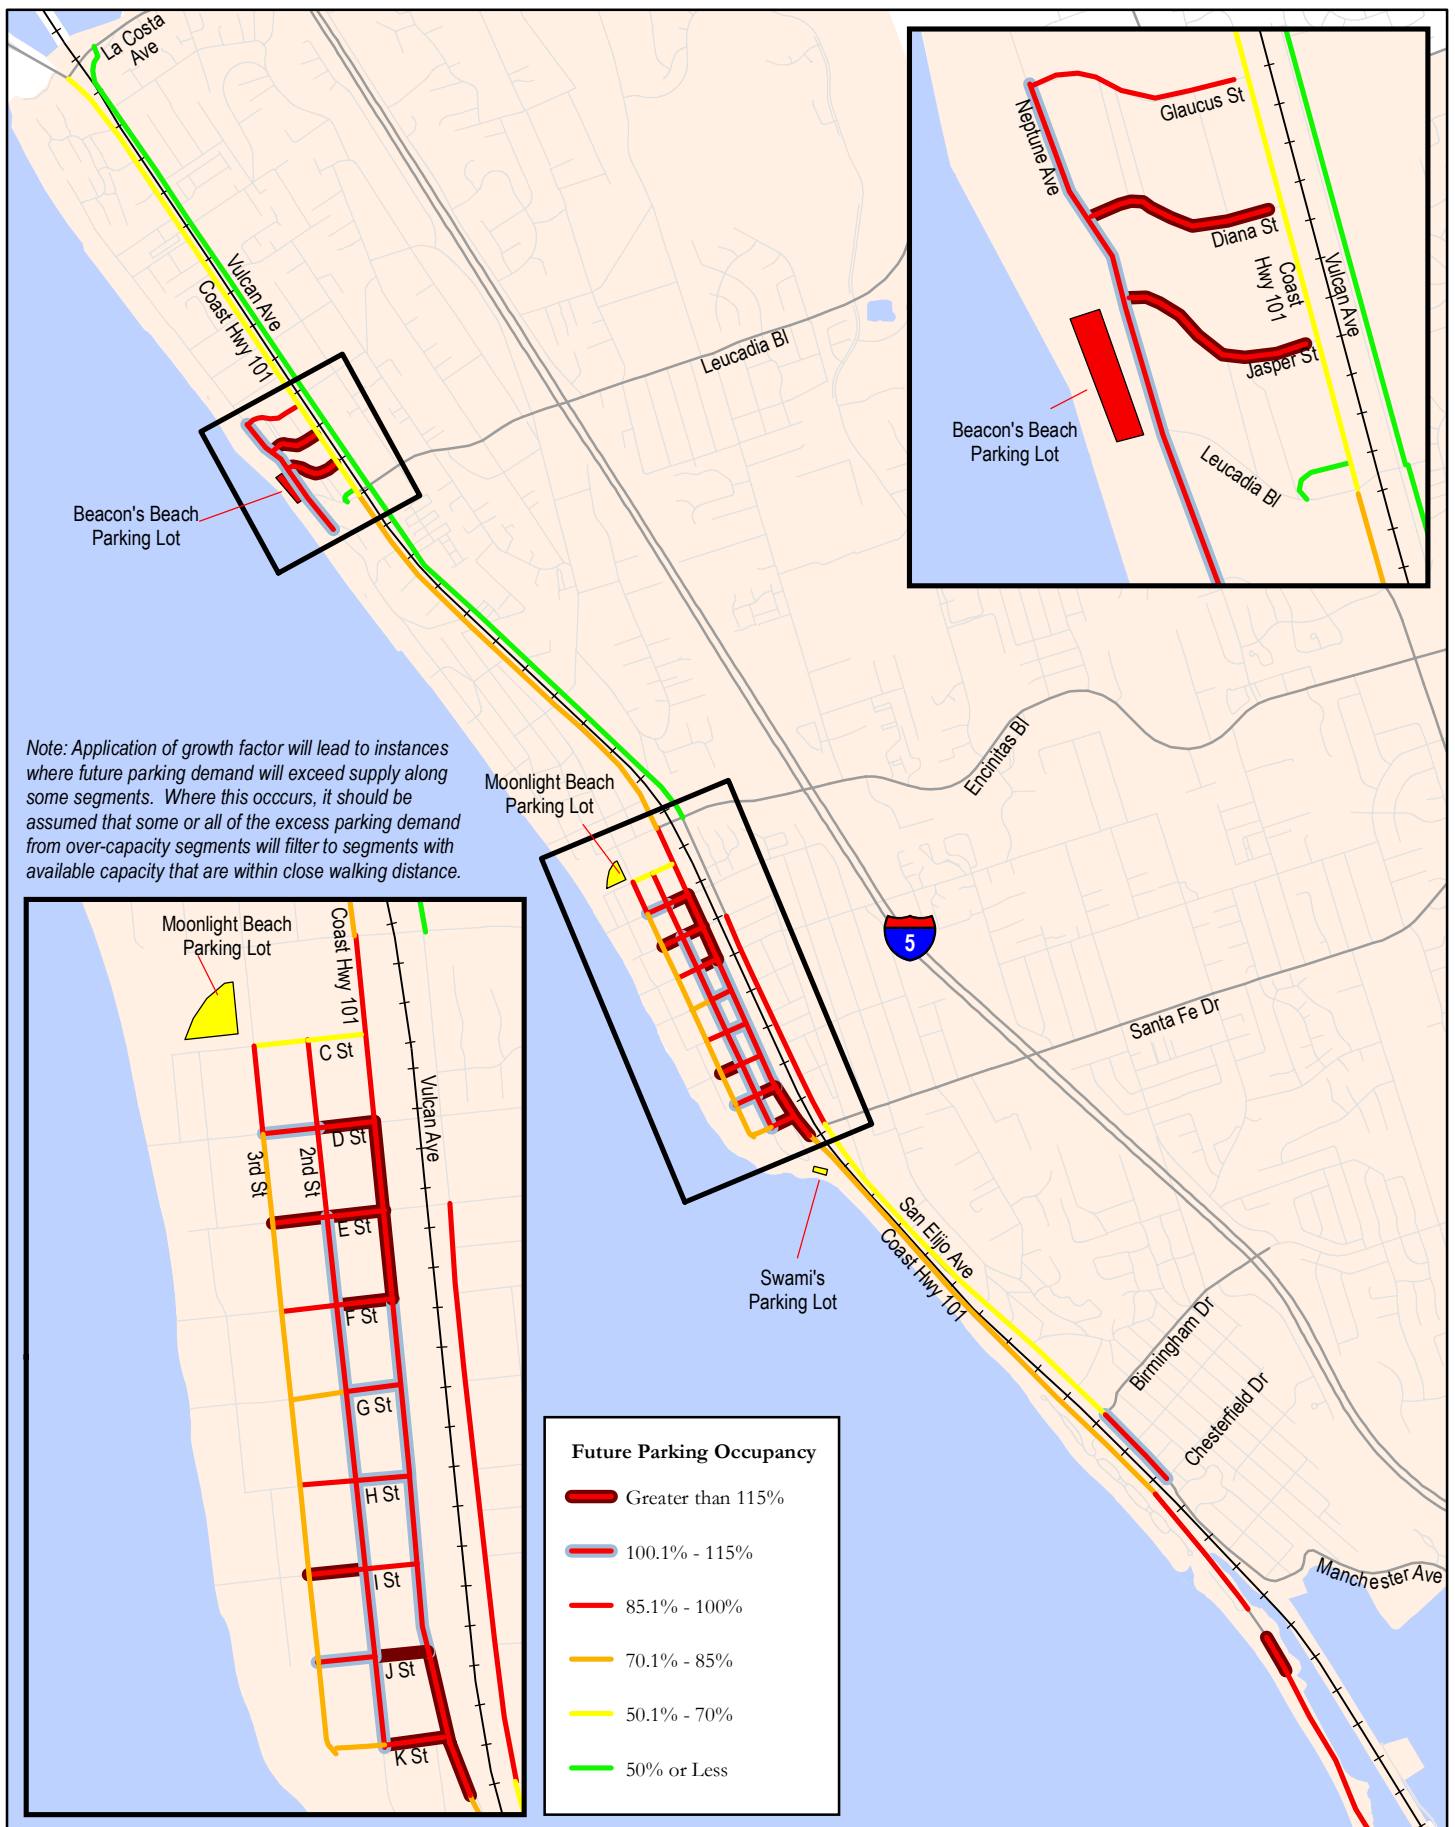 La Costa
Ave
Vulcan Ave
Coast Hwy 101
Leucadia Bl
Beacon's Beach
Parking Lot
Glaucus St
Neptune Ave
Diana St
Coast
Hwy 101
Vulcan Ave
Jasper St
Beacon's Beach
Parking Lot
Leucadia Bl
Note: Application of growth factor will lead to instances
where future parking demand will exceed supply along
some segments. Where this occcurs, it should be
assumed that some or all of the excess parking demand
from over-capacity segments will filter to segments with
available capacity that are within close walking distance.
Moonlight Beach
Parking Lot
Encinitas Bl
5
Santa Fe Dr
San Elijo Ave
Coast Hwy 101
Swami's
Parking Lot
Birmingham Dr
Chesterfield Dr
Manchester Ave
Moonlight Beach
Parking Lot
Coast Hwy 101
C St
Vulcan Ave
D St
3rd St
2nd St
E St
F St
G St
H St
I St
J St
K St
Future Parking Occupancy
Greater than 115%
100.1% - 115%
85.1% - 100%
70.1% - 85%
50.1% - 70%
50% or Less